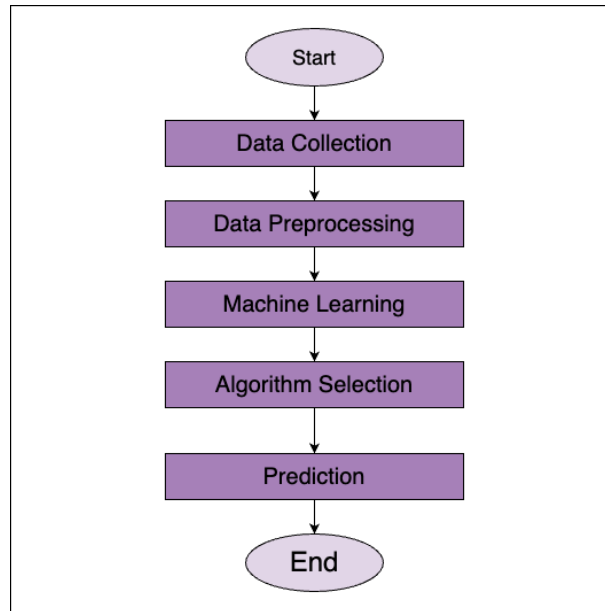 Start
Data Collection
Data Preprocessing
Machine Learning
Algorithm Selection
Prediction
End